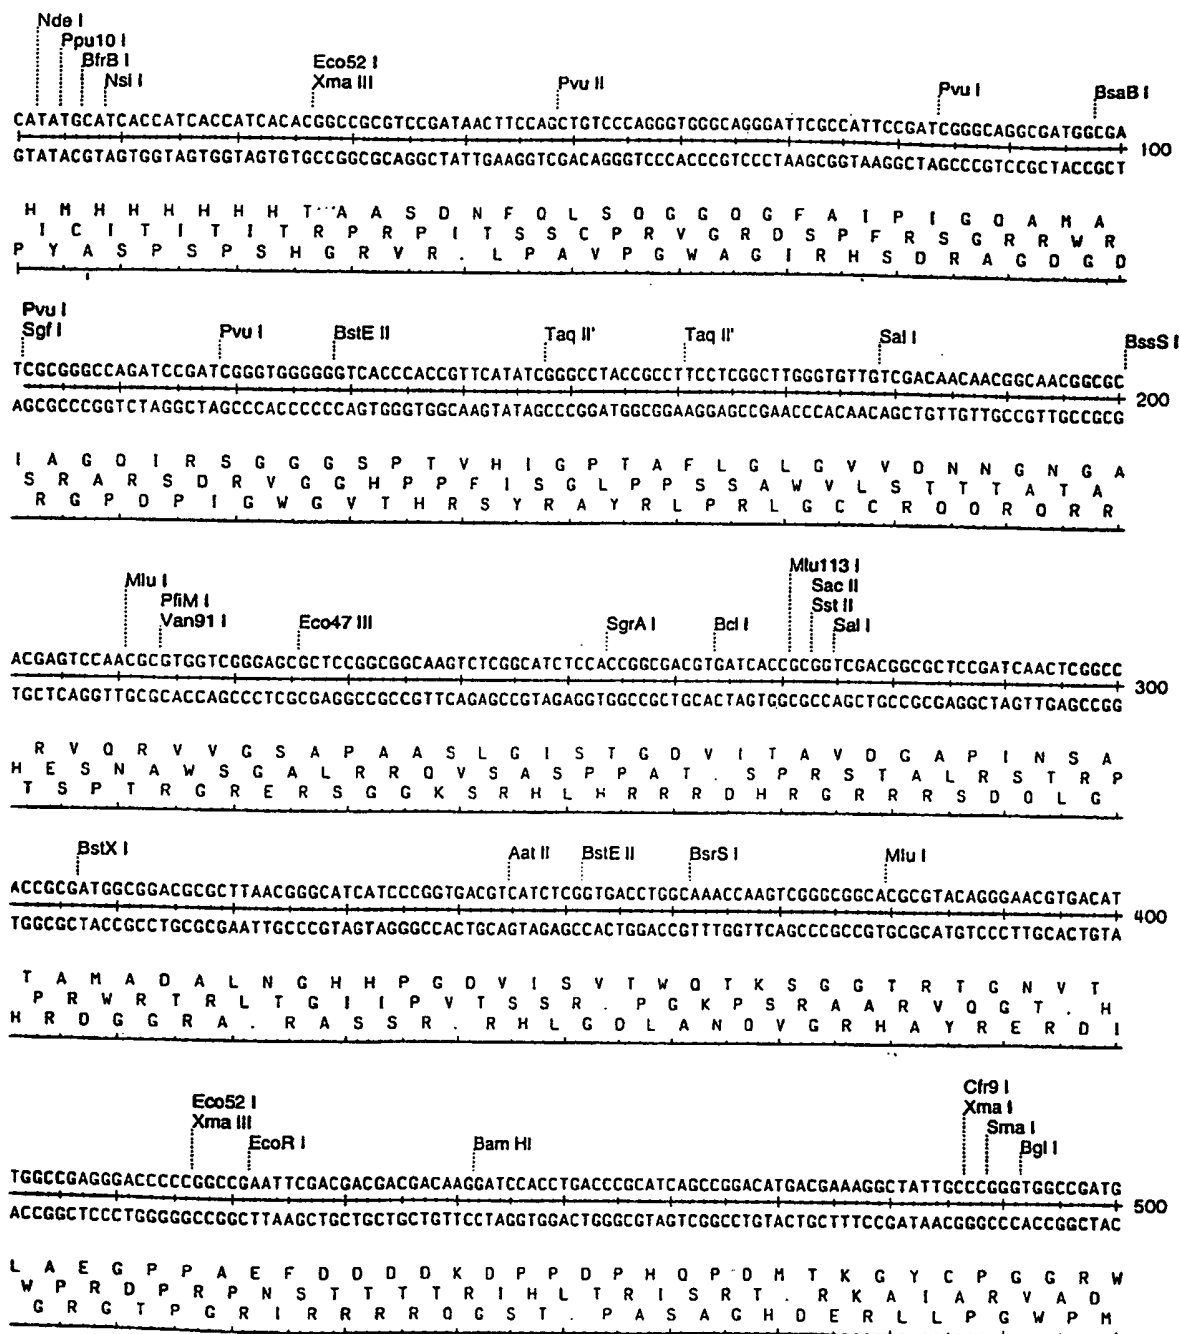 Nde I
Ppu10 I
BfrB I
Nsi I
Eco52 I
Xma III
Pvu II
Pvu I
BsaB I
CATATGCATCACCATCACCATCACACGGCCGCGTCCGATAACTTCCAGCTGTCCCAGGGTGGGCAGGGATTCGCCATTCCGATCGGGCAGGCGATGGCGA
GTATACGTAGTGGTAGTGGTAGTGTGCCGGCGCAGGCTATTGAAGGTCGACAGGGTCCCACCCGTCCCTAAGCGGTAAGGCTAGCCCGTCCGCTACCGCT
100
H M H H H H H H T A A S D N F Q L S Q G G Q G F A I P I G Q A M A
I C I T I T I T R P R P I T S S C P R V G R D S P F R S G R R W R
P Y A S P S P S H G R V R . L P A V P G W A G I R H S D R A G D G D
Pvu I
Sgf I
Pvu I
BstE II
Taq II'
Taq II'
Sal I
BssS I
TCGCGGGCCAGATCCGATCGGGTGGGGGGTCACCCACCGTTCATATCGGGCCTACCGCCTTCCTCGGCTTGGGTGTTGTCGACAACAACGGCAACGGCGC
AGCGCCCGGTCTAGGCTAGCCCACCCCCCAGTGGGTGGCAAGTATAGCCCGGATGGCGGAAGGAGCCGAACCCACAACAGCTGTTGTTGCCGTTGCCGCG
200
I A G Q I R S G G G S P T V H I G P T A F L G L G V V D N N G N G A
S R A R S D R V G G H P P F I S G L P P S S A W V L S T T T A T A
R G P D P I G W G V T H R S Y R A Y R L P R L G C C R Q Q R Q R R
Mlu I
PflM I
Van91 I
Eco47 III
SgrA I
Bcl I
Mlu113 I
Sac II
Sst II
Sal I
ACGAGTCCAACGCGTGGTCGGGAGCGCTCCGGCGGCAAGTCTCGGCATCTCCACCGGCGACGTGATCACCGCGGTCGACGGCGCTCCGATCAACTCGGCC
TGCTCAGGTTGCGCACCAGCCCTCGCGAGGCCGCCGTTCAGAGCCGTAGAGGTGGCCGCTGCACTAGTGGCGCCAGCTGCCGCGAGGCTAGTTGAGCCGG
300
R V Q R V V G S A P A A S L G I S T G D V I T A V D G A P I N S A
H E S N A W S G A L R R Q V S A S P P A T . S P R S T A L R S T R P
T S P T R G R E R S G G K S R H L H R R R D H R G R R R S D Q L G
BstX I
Aat II
BstE II
BsrS I
Mlu I
ACCGCGATGGCGGACGCGCTTAACGGGCATCATCCCGGTGACGTCATCTCGGTGACCTGGCAAACCAAGTCGGGCGGCACGCGTACAGGGAACGTGACAT
TGGCGCTACCGCCTGCGCGAATTGCCCGTAGTAGGGCCACTGCAGTAGAGCCACTGGACCGTTTGGTTCAGCCCGCCGTGCGCATGTCCCTTGCACTGTA
400
T A M A D A L N G H H P G D V I S V T W Q T K S G G T R T G N V T
P R W R T R L T G I I P V T S S R . P G K P S R A A R V Q G T . H
H R D G G R A . R A S S R . R H L G D L A N Q V G R H A Y R E R D I
Eco52 I
Xma III
EcoR I
Bam HI
Cfr9 I
Xma I
Sma I
Bgl I
TGGCCGAGGGACCCCCGGCCGAATTCGACGACGACGACAAGGATCCACCTGACCCGCATCAGCCGGACATGACGAAAGGCTATTGCCCGGGTGGCCGATG
ACCGGCTCCCTGGGGGCCGGCTTAAGCTGCTGCTGCTGTTCCTAGGTGGACTGGGCGTAGTCGGCCTGTACTGCTTTCCGATAACGGGCCCACCGGCTAC
500
L A E G P P A E F D D D D K D P P D P H Q P D M T K G Y C P G G R W
W P R D P R P N S T T T T R I H L T R I S R T . R K A I A R V A D
G R G T P G R I R R R R Q G S T . P A S A G H D E R L L P G W P M